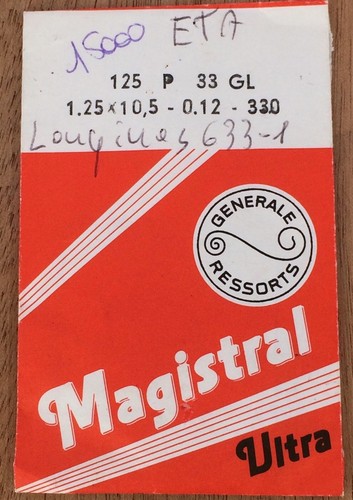 15000 ETA
125 P 33 GL
1.25 x 10,5 - 0.12 - 330
Longines 633-1
GENERALE
RESSORTS
Magistral
Ultra